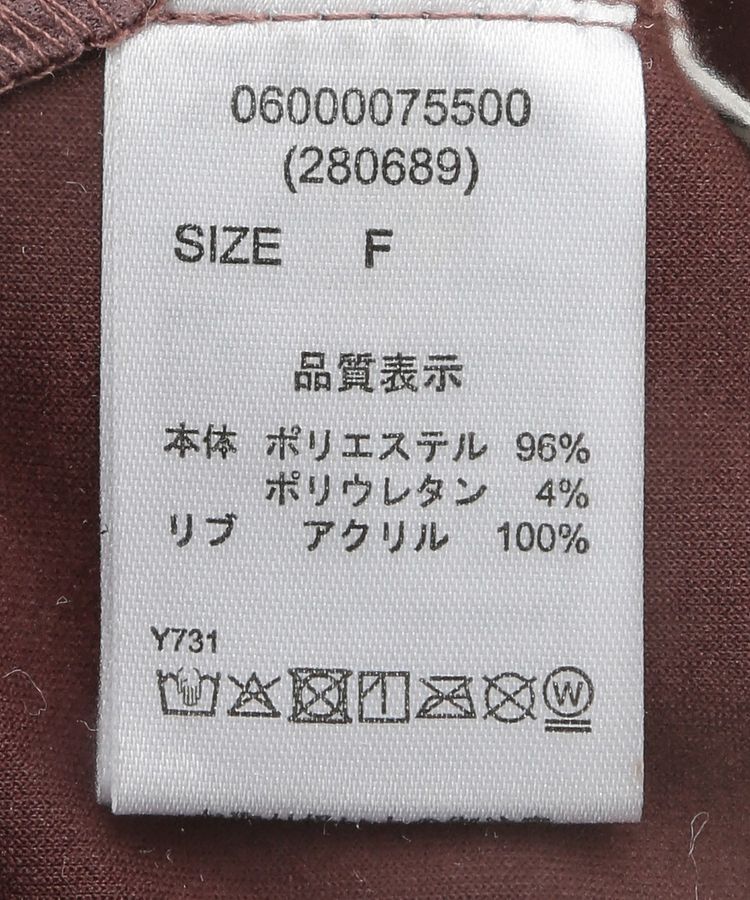 06000075500
(280689)
SIZE F
品質表示
本体 ポリエステル 96%
ポリウレタン 4%
リブ アクリル 100%
Y731
W